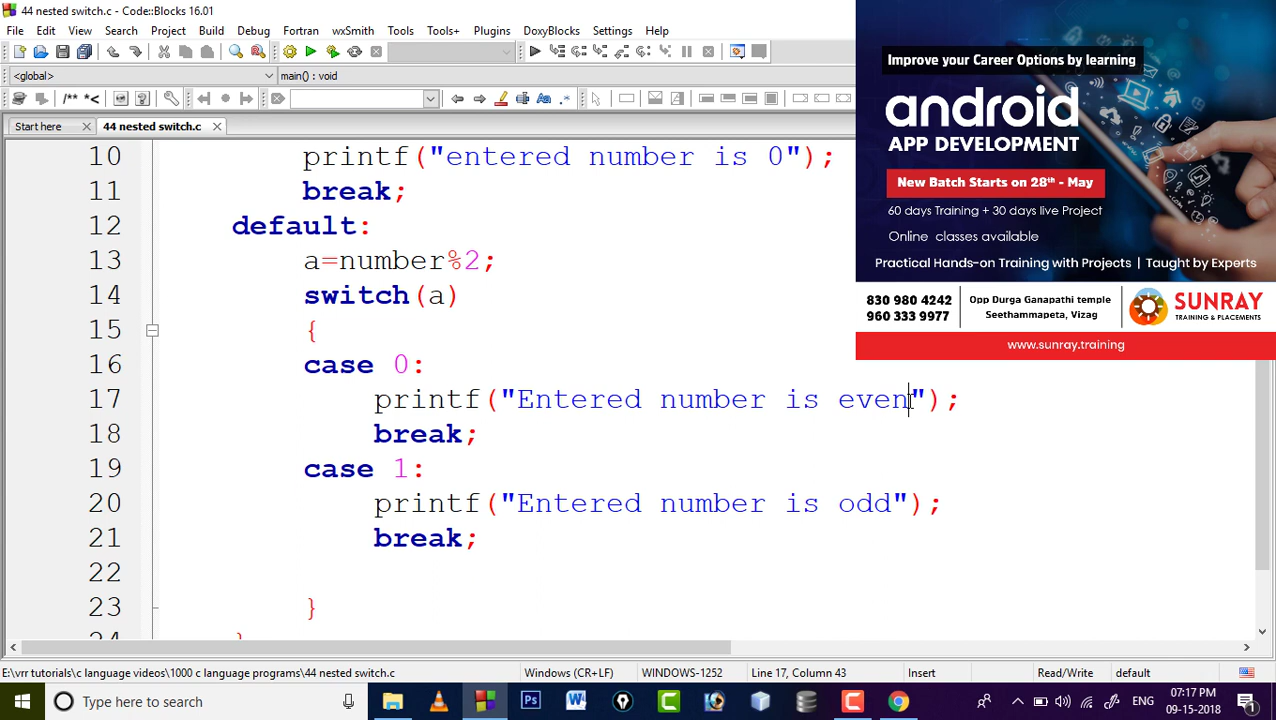 44 nested switch.c - Code::Blocks 16.01
File Edit View Search Project Build Debug Fortran wxSmith Tools Tools+ Plugins DoxyBlocks Settings Help
<global> main() : void
/** *<
Start here 44 nested switch.c
10 printf("entered number is 0");
11 break;
12 default:
13 a=number%2;
14 switch(a)
15 {
16 case 0:
17 printf("Entered number is even");
18 break;
19 case 1:
20 printf("Entered number is odd");
21 break;
22
23 }
24 }
Improve your Career Options by learning
android
APP DEVELOPMENT
New Batch Starts on 28th - May
60 days Training + 30 days live Project
Online classes available
Practical Hands-on Training with Projects | Taught by Experts
830 980 4242
960 333 9977
Opp Durga Ganapathi temple
Seethammapeta, Vizag
SUNRAY
TRAINING & PLACEMENTS
www.sunray.training
E:\vrr tutorials\c language videos\1000 c language programs\44 nested switch.c Windows (CR+LF) WINDOWS-1252 Line 17, Column 43 Insert Read/Write default
Type here to search
Ps
W
ENG
07:17 PM
09-15-2018
1